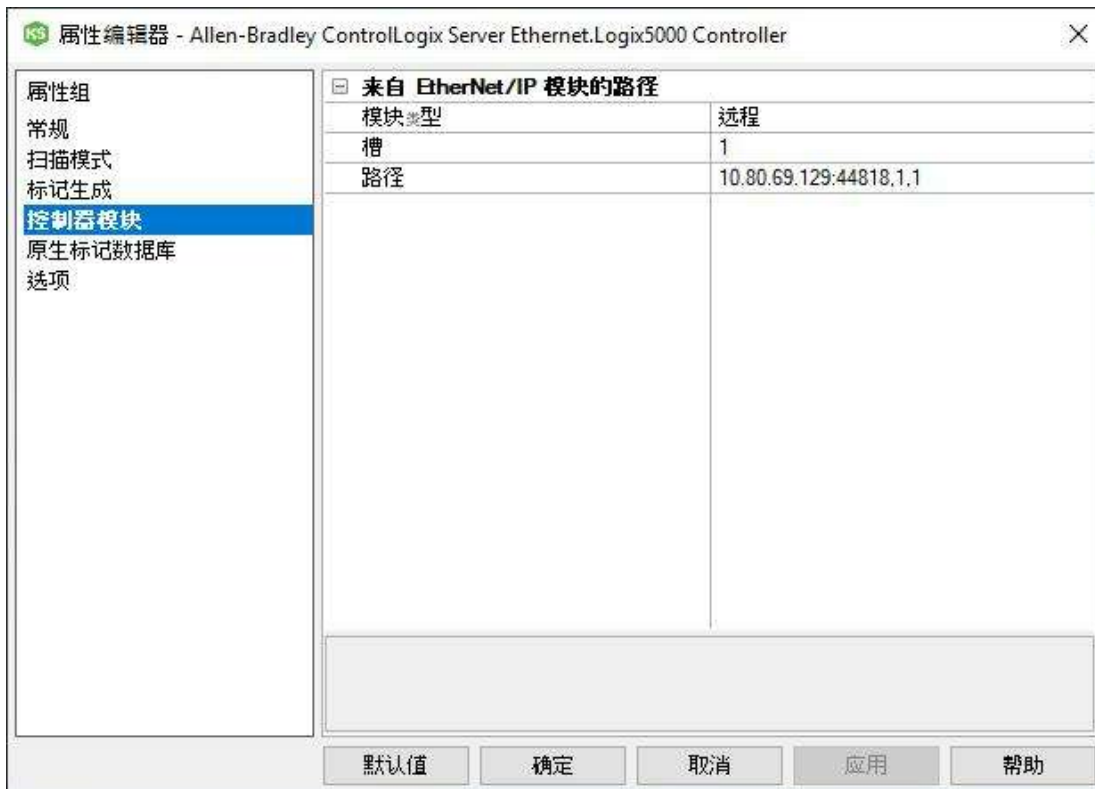 属性编辑器 - Allen-Bradley ControlLogix Server Ethernet.Logix5000 Controller
属性组
常规
扫描模式
标记生成
控制器模块
原生标记数据库
选项
来自 EtherNet/IP 模块的路径
模块类型 远程
槽 1
路径 10.80.69.129:44818,1,1
默认值 确定 取消 应用 帮助